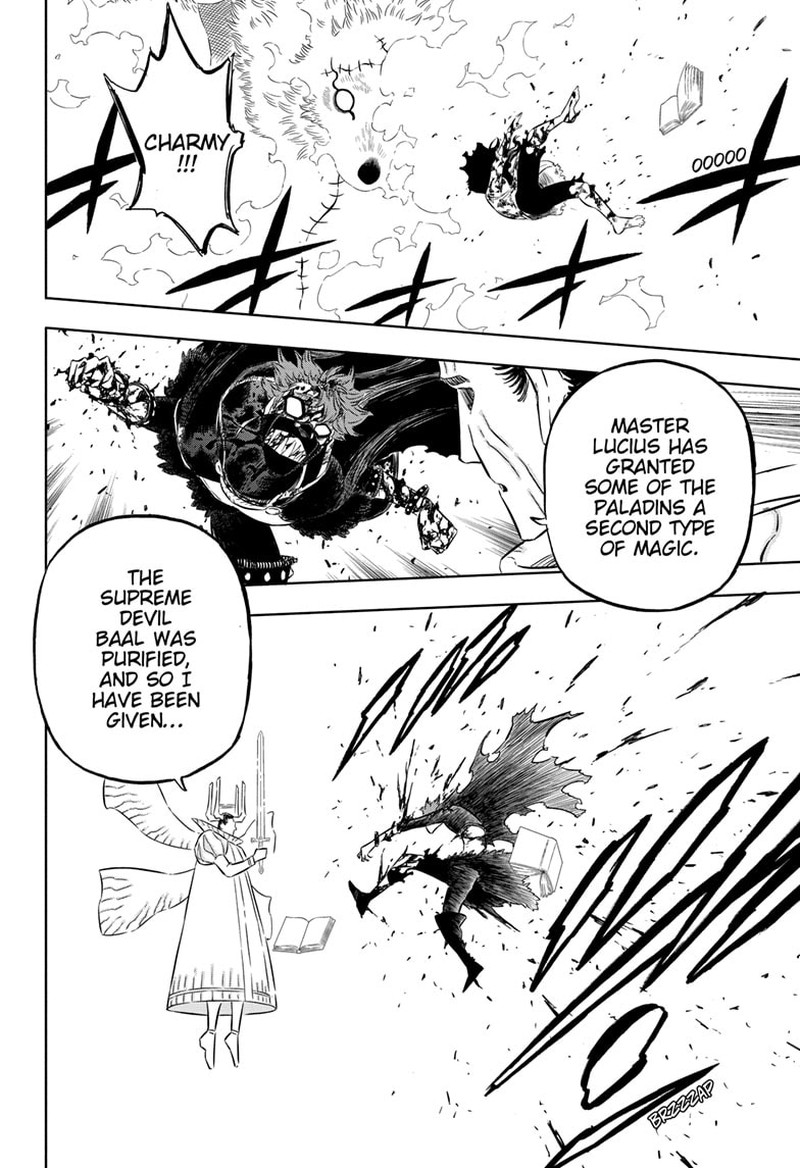 CHARMY
!!!
OOOOO
MASTER
LUCIUS HAS
GRANTED
SOME OF THE
PALADINS A
SECOND TYPE
OF MAGIC.
THE
SUPREME
DEVIL
BAAL WAS
PURIFIED,
AND SO I
HAVE BEEN
GIVEN...
BRZZZAP